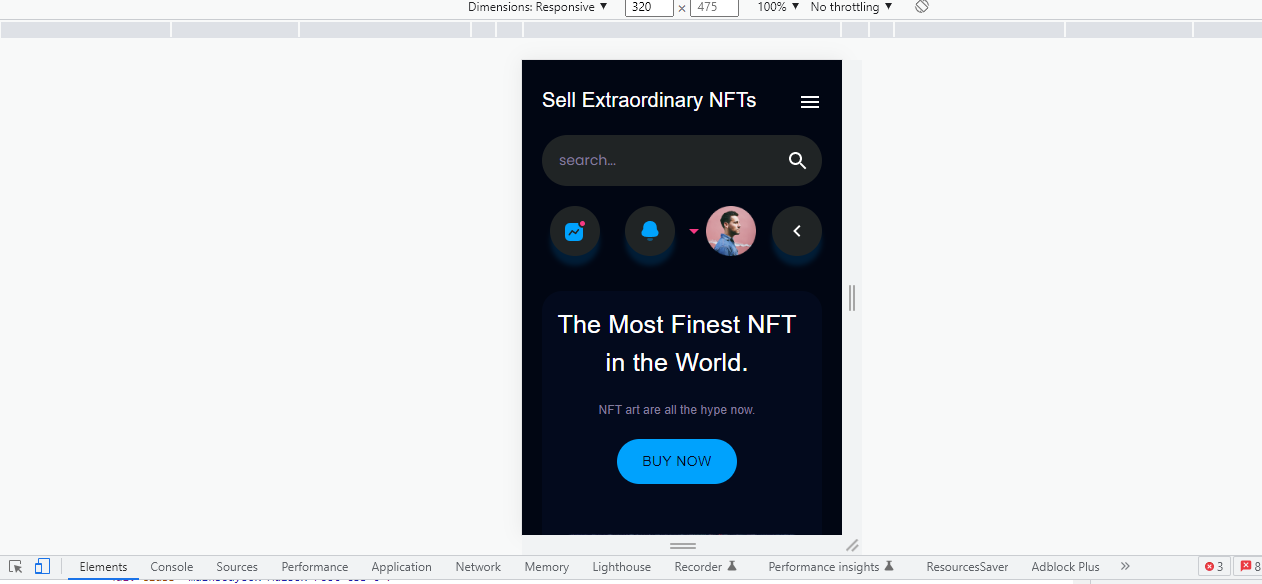 Dimensions: Responsive ▼ 320 × 475 100% ▼ No throttling ▼
Sell Extraordinary NFTs
search...
The Most Finest NFT
in the World.
NFT art are all the hype now.
BUY NOW
Elements Console Sources Performance Application Network Memory Lighthouse Recorder Performance insights ResourcesSaver Adblock Plus » 3 8